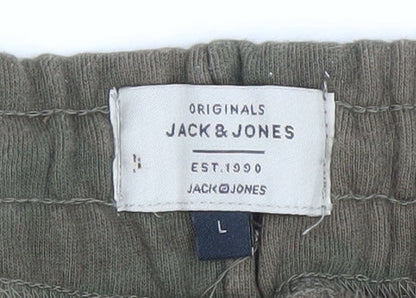 ORIGINALS
JACK & JONES
EST.1990
JACK & JONES
L